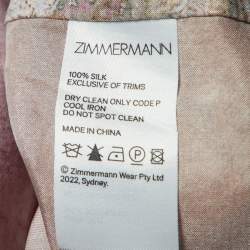 ZIMMERMANN
100% SILK
EXCLUSIVE OF TRIMS
DRY CLEAN ONLY CODE P
COOL IRON
DO NOT SPOT CLEAN
MADE IN CHINA
© Zimmermann Wear Pty Ltd
2022, Sydney.